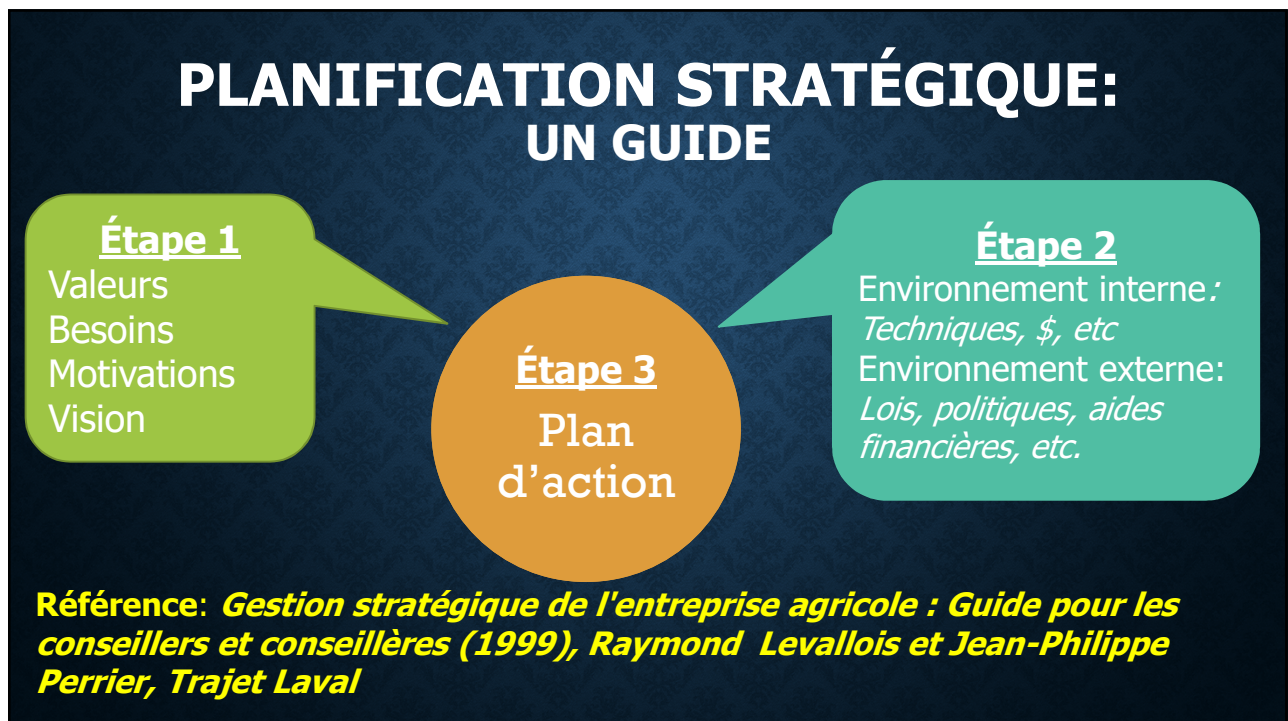 PLANIFICATION STRATÉGIQUE:
UN GUIDE
Étape 1
Valeurs
Besoins
Motivations
Vision
Étape 2
Environnement interne:
Techniques, $, etc
Environnement externe:
Lois, politiques, aides
financières, etc.
Étape 3
Plan
d’action
Référence: Gestion stratégique de l'entreprise agricole : Guide pour les
conseillers et conseillères (1999), Raymond Levallois et Jean-Philippe
Perrier, Trajet Laval